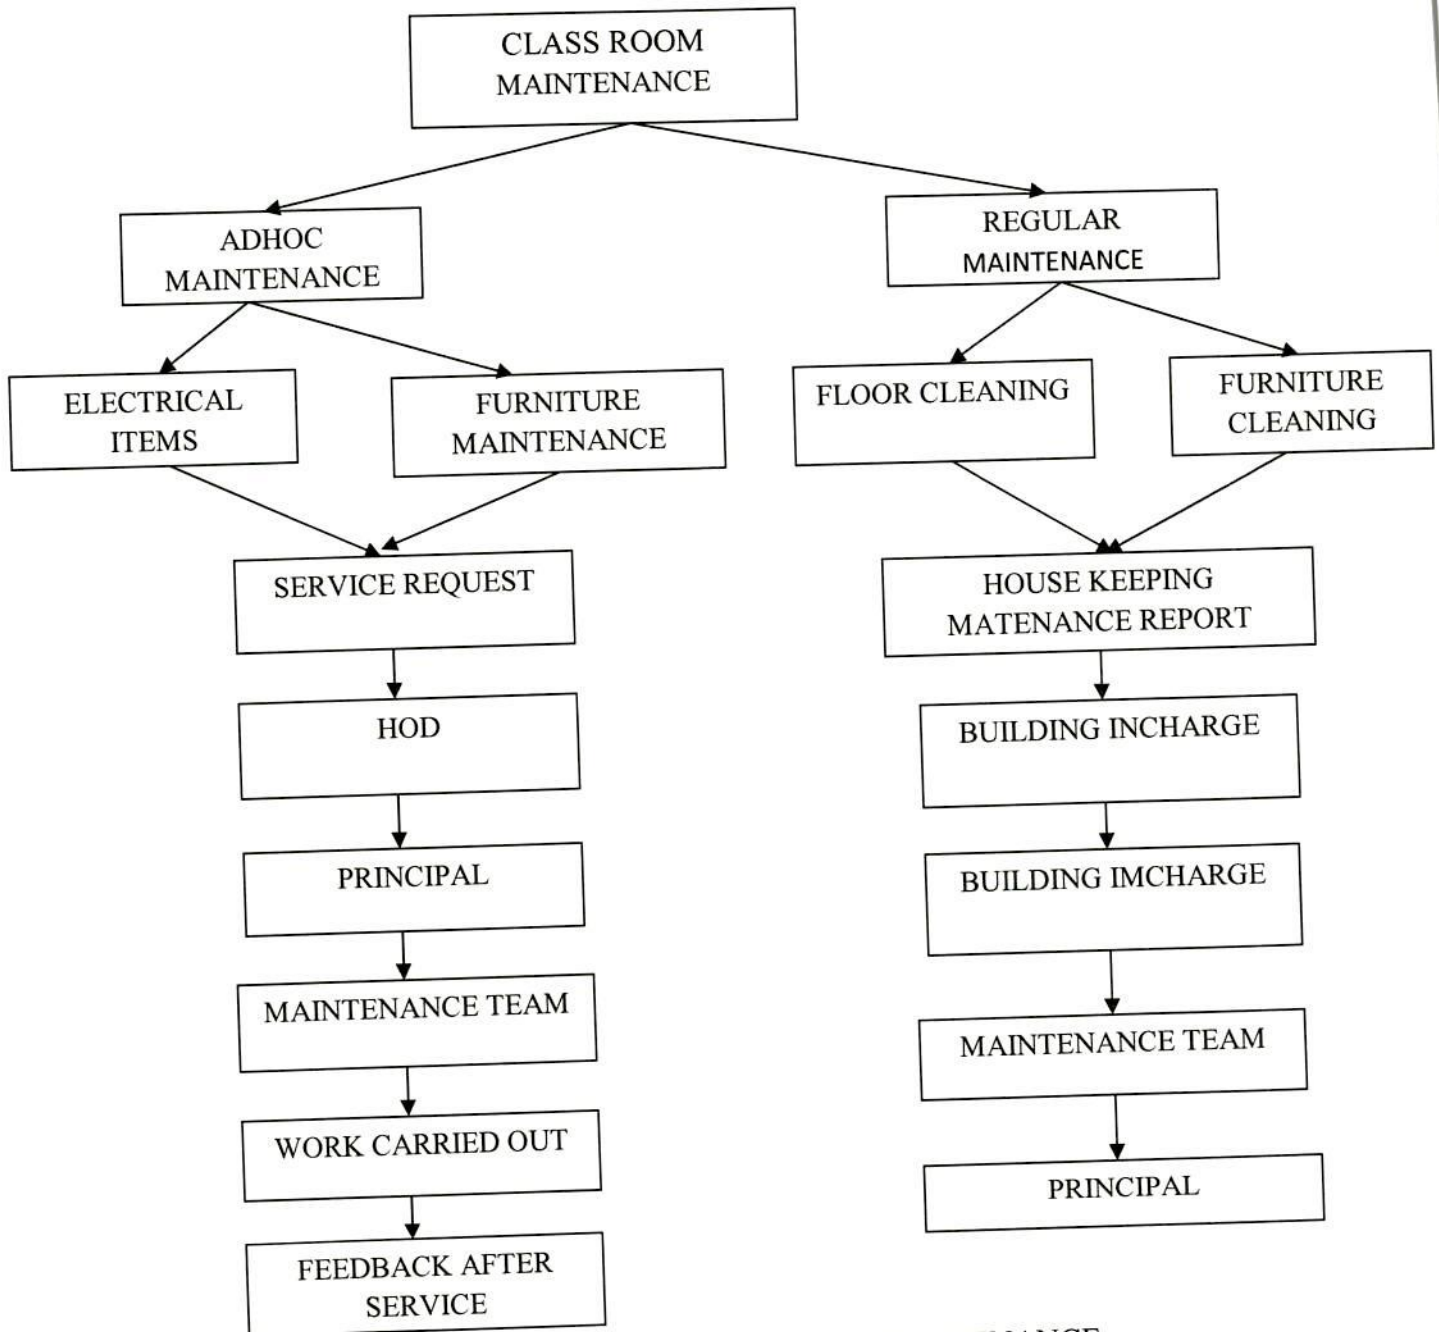 CLASS ROOM
MAINTENANCE
ADHOC
MAINTENANCE
REGULAR
MAINTENANCE
ELECTRICAL
ITEMS
FURNITURE
MAINTENANCE
FLOOR CLEANING
FURNITURE
CLEANING
SERVICE REQUEST
HOUSE KEEPING
MATENANCE REPORT
HOD
BUILDING INCHARGE
PRINCIPAL
BUILDING IMCHARGE
MAINTENANCE TEAM
MAINTENANCE TEAM
WORK CARRIED OUT
PRINCIPAL
FEEDBACK AFTER
SERVICE